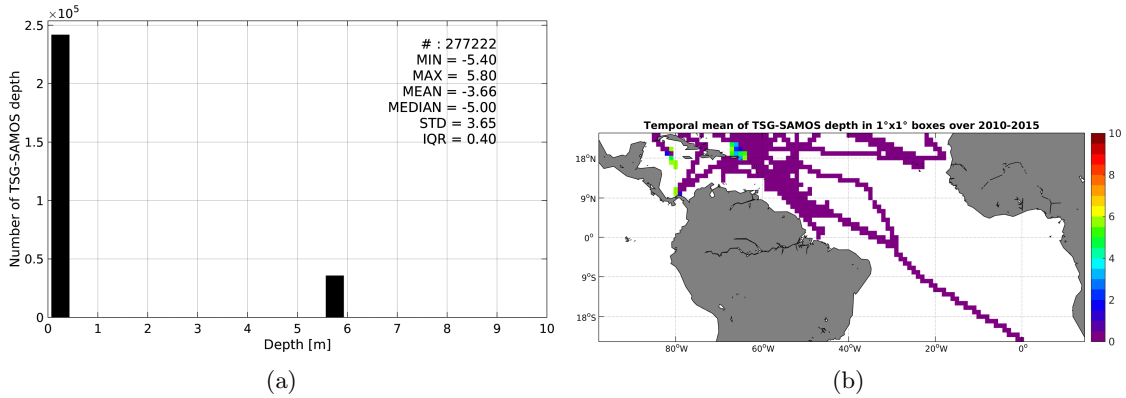 ×10⁵
2.5
2
1.5
1
0.5
0
Number of TSG-SAMOS depth
# : 277222
MIN = -5.40
MAX = 5.80
MEAN = -3.66
MEDIAN = -5.00
STD = 3.65
IQR = 0.40
0 1 2 3 4 5 6 7 8 9 10
Depth [m]
(a)
Temporal mean of TSG-SAMOS depth in 1°x1° boxes over 2010-2015
18°N
9°N
0°
9°S
18°S
80°W 60°W 40°W 20°W 0°
10
8
6
4
2
0
(b)